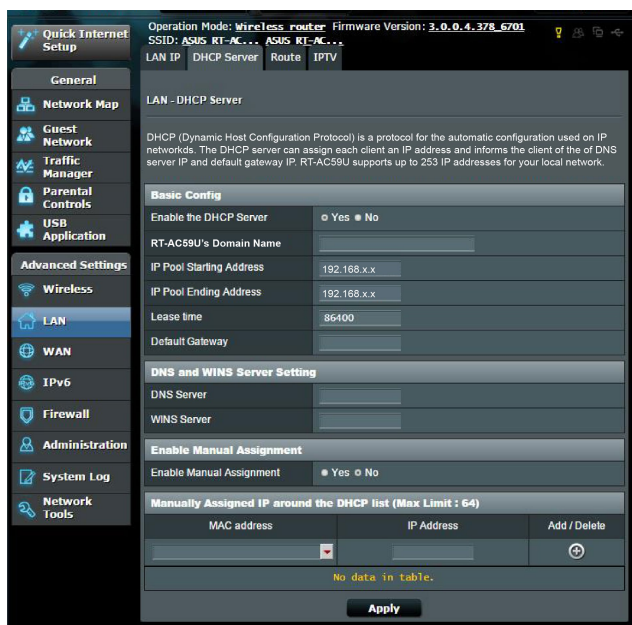 Quick Internet Setup
Operation Mode: Wireless router Firmware Version: 3.0.0.4.378_6701
SSID: ASUS RT-AC... ASUS RT-AC...
LAN IP DHCP Server Route IPTV
General
Network Map
Guest Network
Traffic Manager
Parental Controls
USB Application
Advanced Settings
Wireless
LAN
WAN
IPv6
Firewall
Administration
System Log
Network Tools
LAN - DHCP Server
DHCP (Dynamic Host Configuration Protocol) is a protocol for the automatic configuration used on IP
networkds. The DHCP server can assign each client an IP address and informs the client of the of DNS
server IP and default gateway IP. RT-AC59U supports up to 253 IP addresses for your local network.
Basic Config
Enable the DHCP Server Yes No
RT-AC59U's Domain Name
IP Pool Starting Address 192.168.x.x
IP Pool Ending Address 192.168.x.x
Lease time 86400
Default Gateway
DNS and WINS Server Setting
DNS Server
WINS Server
Enable Manual Assignment
Enable Manual Assignment Yes No
Manually Assigned IP around the DHCP list (Max Limit : 64)
MAC address IP Address Add / Delete
No data in table.
Apply